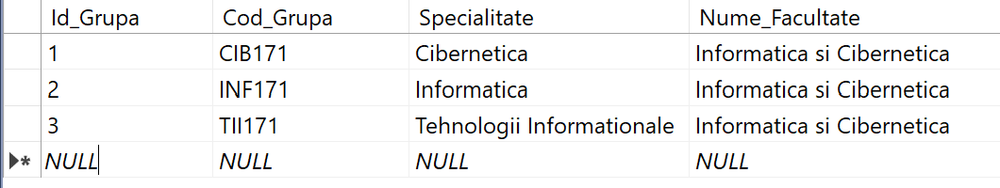 Id_Grupa Cod_Grupa Specialitate Nume_Facultate
1 CIB171 Cibernetica Informatica si Cibernetica
2 INF171 Informatica Informatica si Cibernetica
3 TII171 Tehnologii Informationale Informatica si Cibernetica
NULL NULL NULL NULL